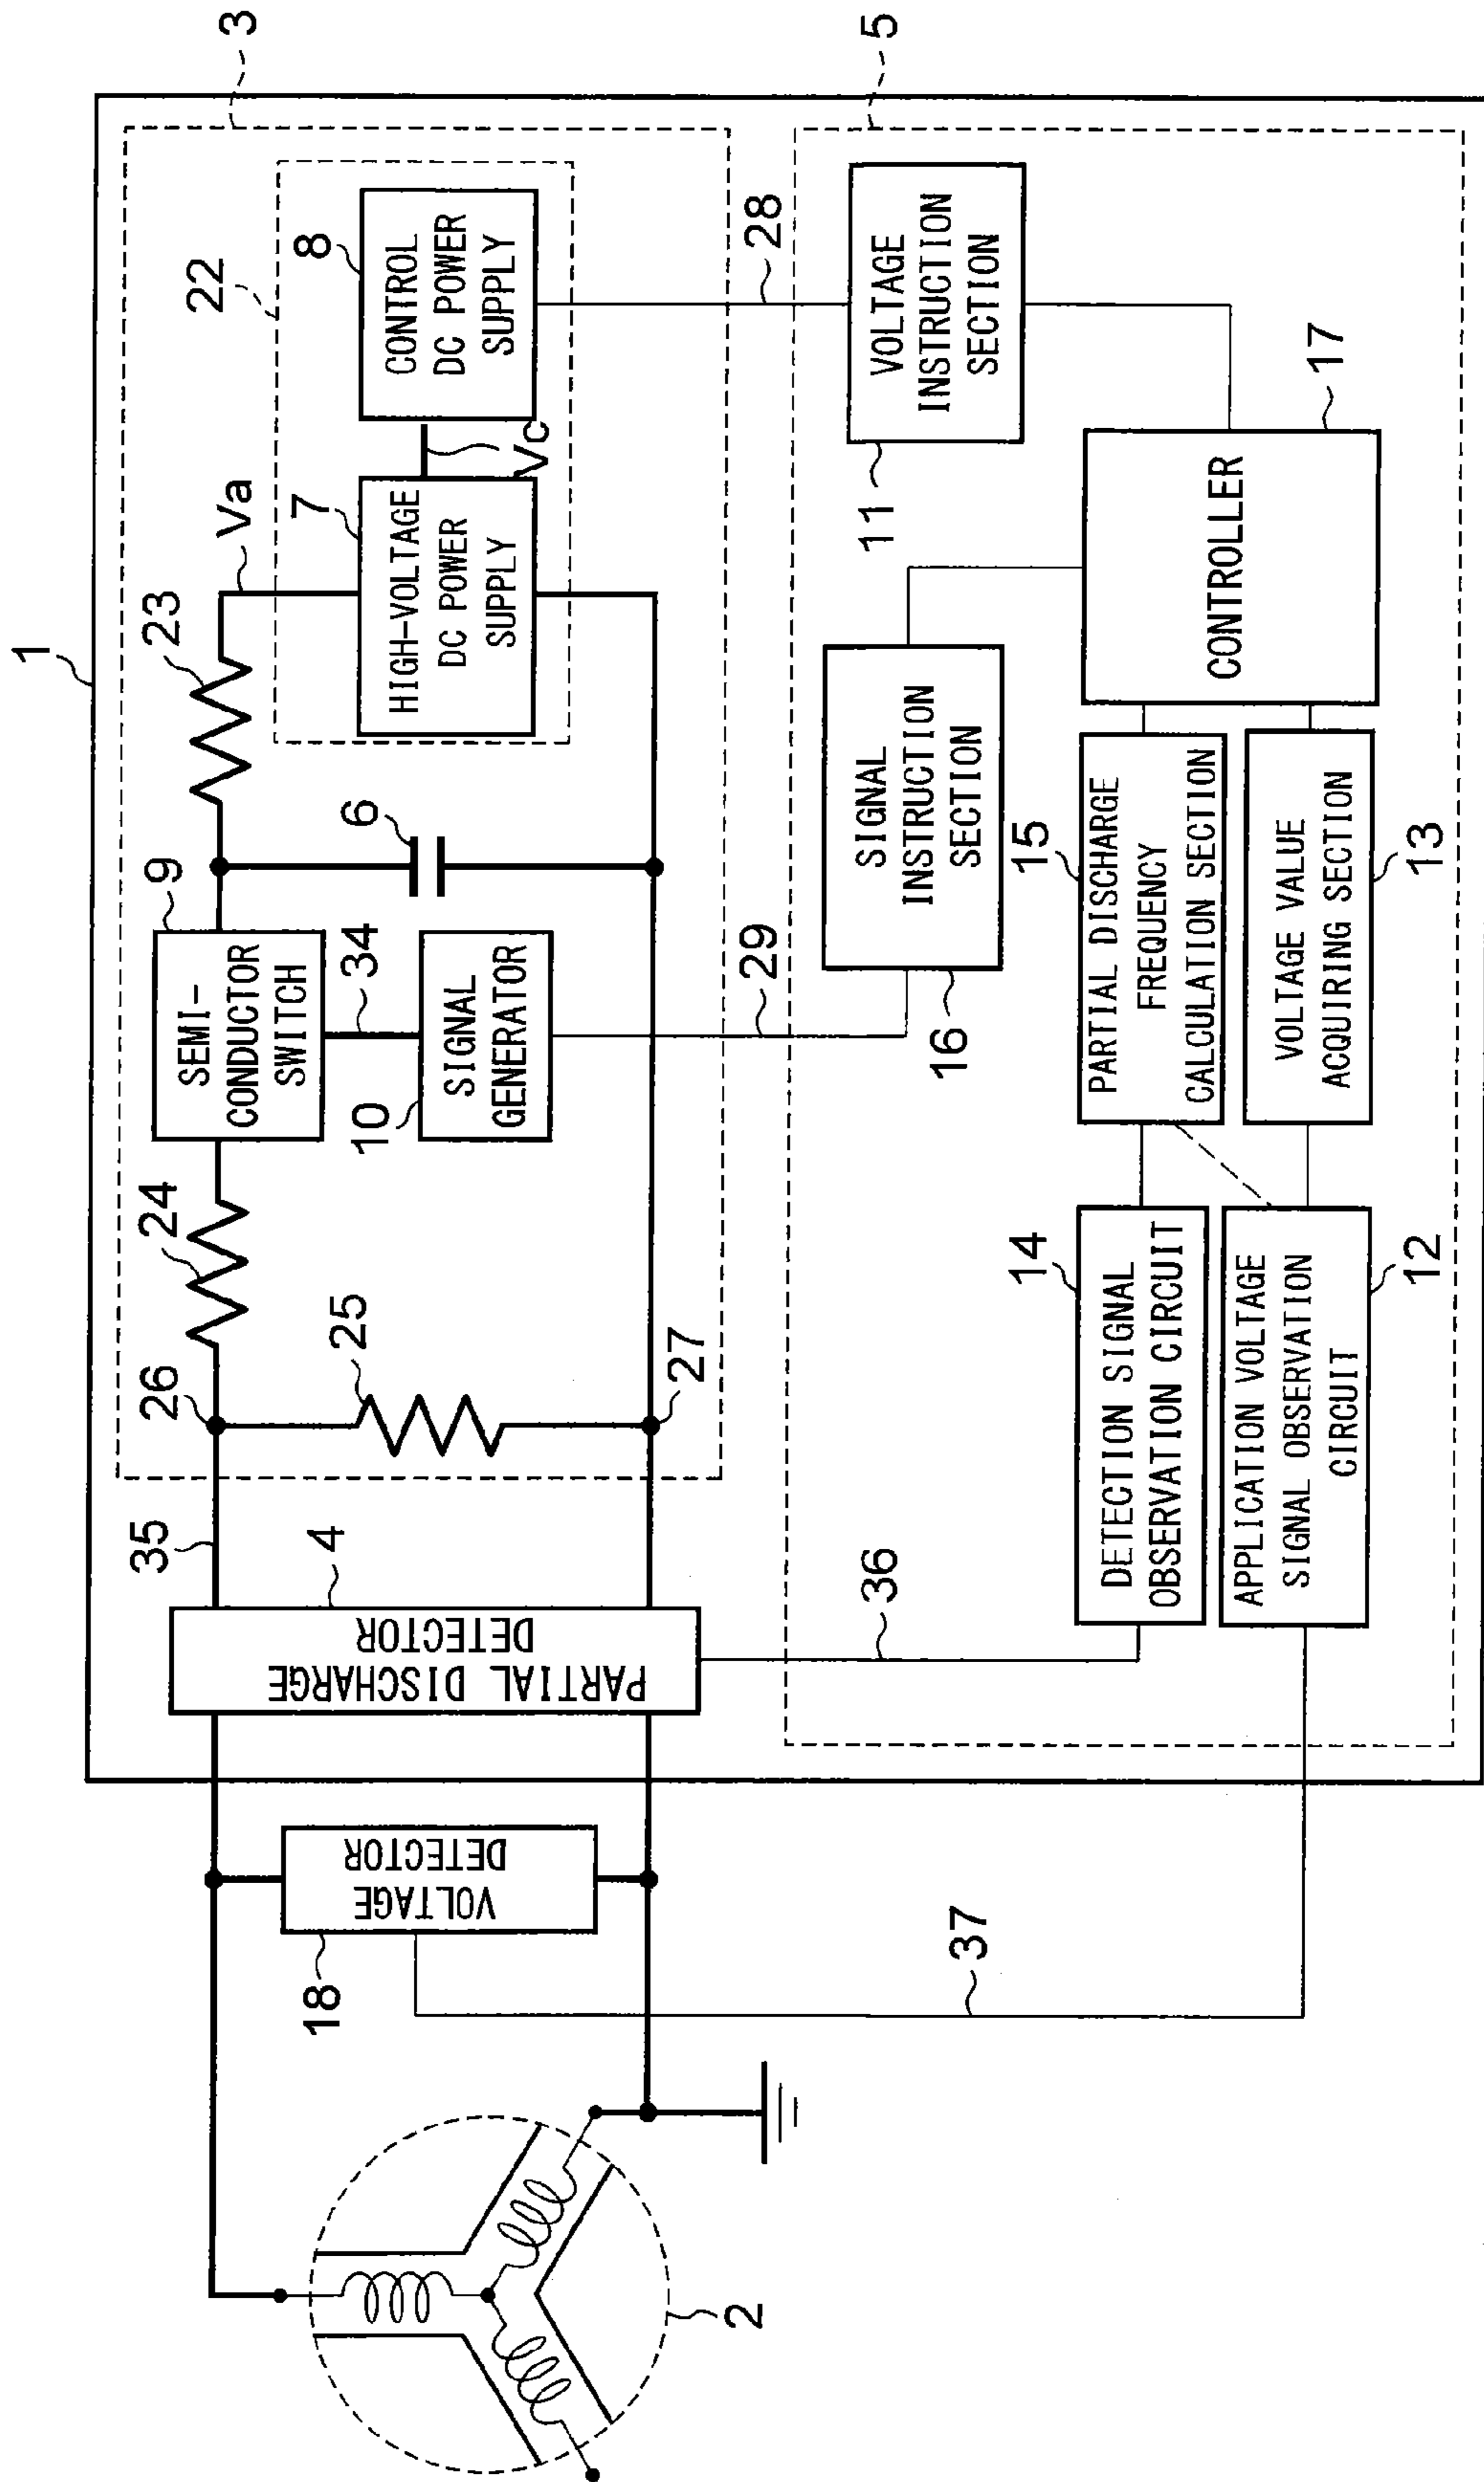 1
3
22
Va
23
7
HIGH-VOLTAGE
DC POWER
SUPPLY
8
CONTROL
DC POWER
SUPPLY
Vc
6
9
SEMI-
CONDUCTOR
SWITCH
34
10
SIGNAL
GENERATOR
24
25
26
27
35
4
PARTIAL DISCHARGE
DETECTOR
18
VOLTAGE
DETECTOR
2
5
28
29
36
37
11
VOLTAGE
INSTRUCTION
SECTION
16
SIGNAL
INSTRUCTION
SECTION
17
CONTROLLER
15
PARTIAL DISCHARGE
FREQUENCY
CALCULATION SECTION
13
VOLTAGE VALUE
ACQUIRING SECTION
14
DETECTION SIGNAL
OBSERVATION CIRCUIT
12
APPLICATION VOLTAGE
SIGNAL OBSERVATION
CIRCUIT